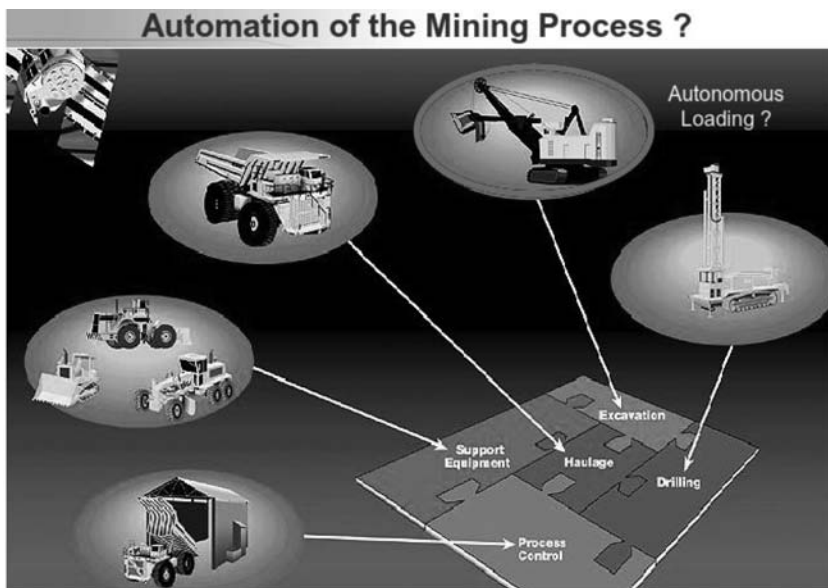 Automation of the Mining Process ?
Autonomous
Loading ?
Excavation
Support
Equipment
Haulage
Drilling
Process
Control